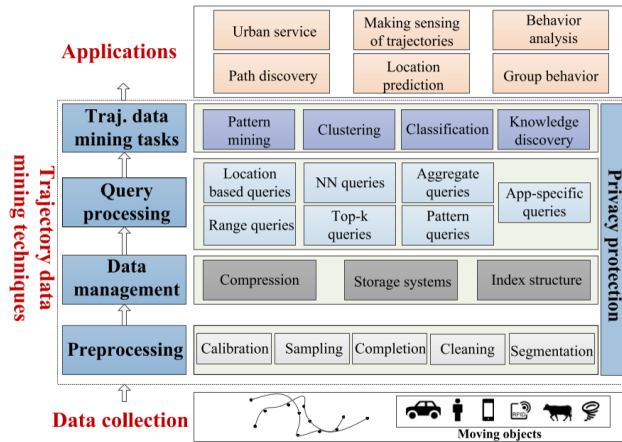 Applications
Urban service
Making sensing
of trajectories
Behavior
analysis
Path discovery
Location
prediction
Group behavior
Trajectory data
mining techniques
Traj. data
mining tasks
Pattern
mining
Clustering
Classification
Knowledge
discovery
Query
processing
Location
based queries
NN queries
Aggregate
queries
App-specific
queries
Range queries
Top-k
queries
Pattern
queries
Data
management
Compression
Storage systems
Index structure
Preprocessing
Calibration
Sampling
Completion
Cleaning
Segmentation
Privacy protection
Data collection
RFID
Moving objects